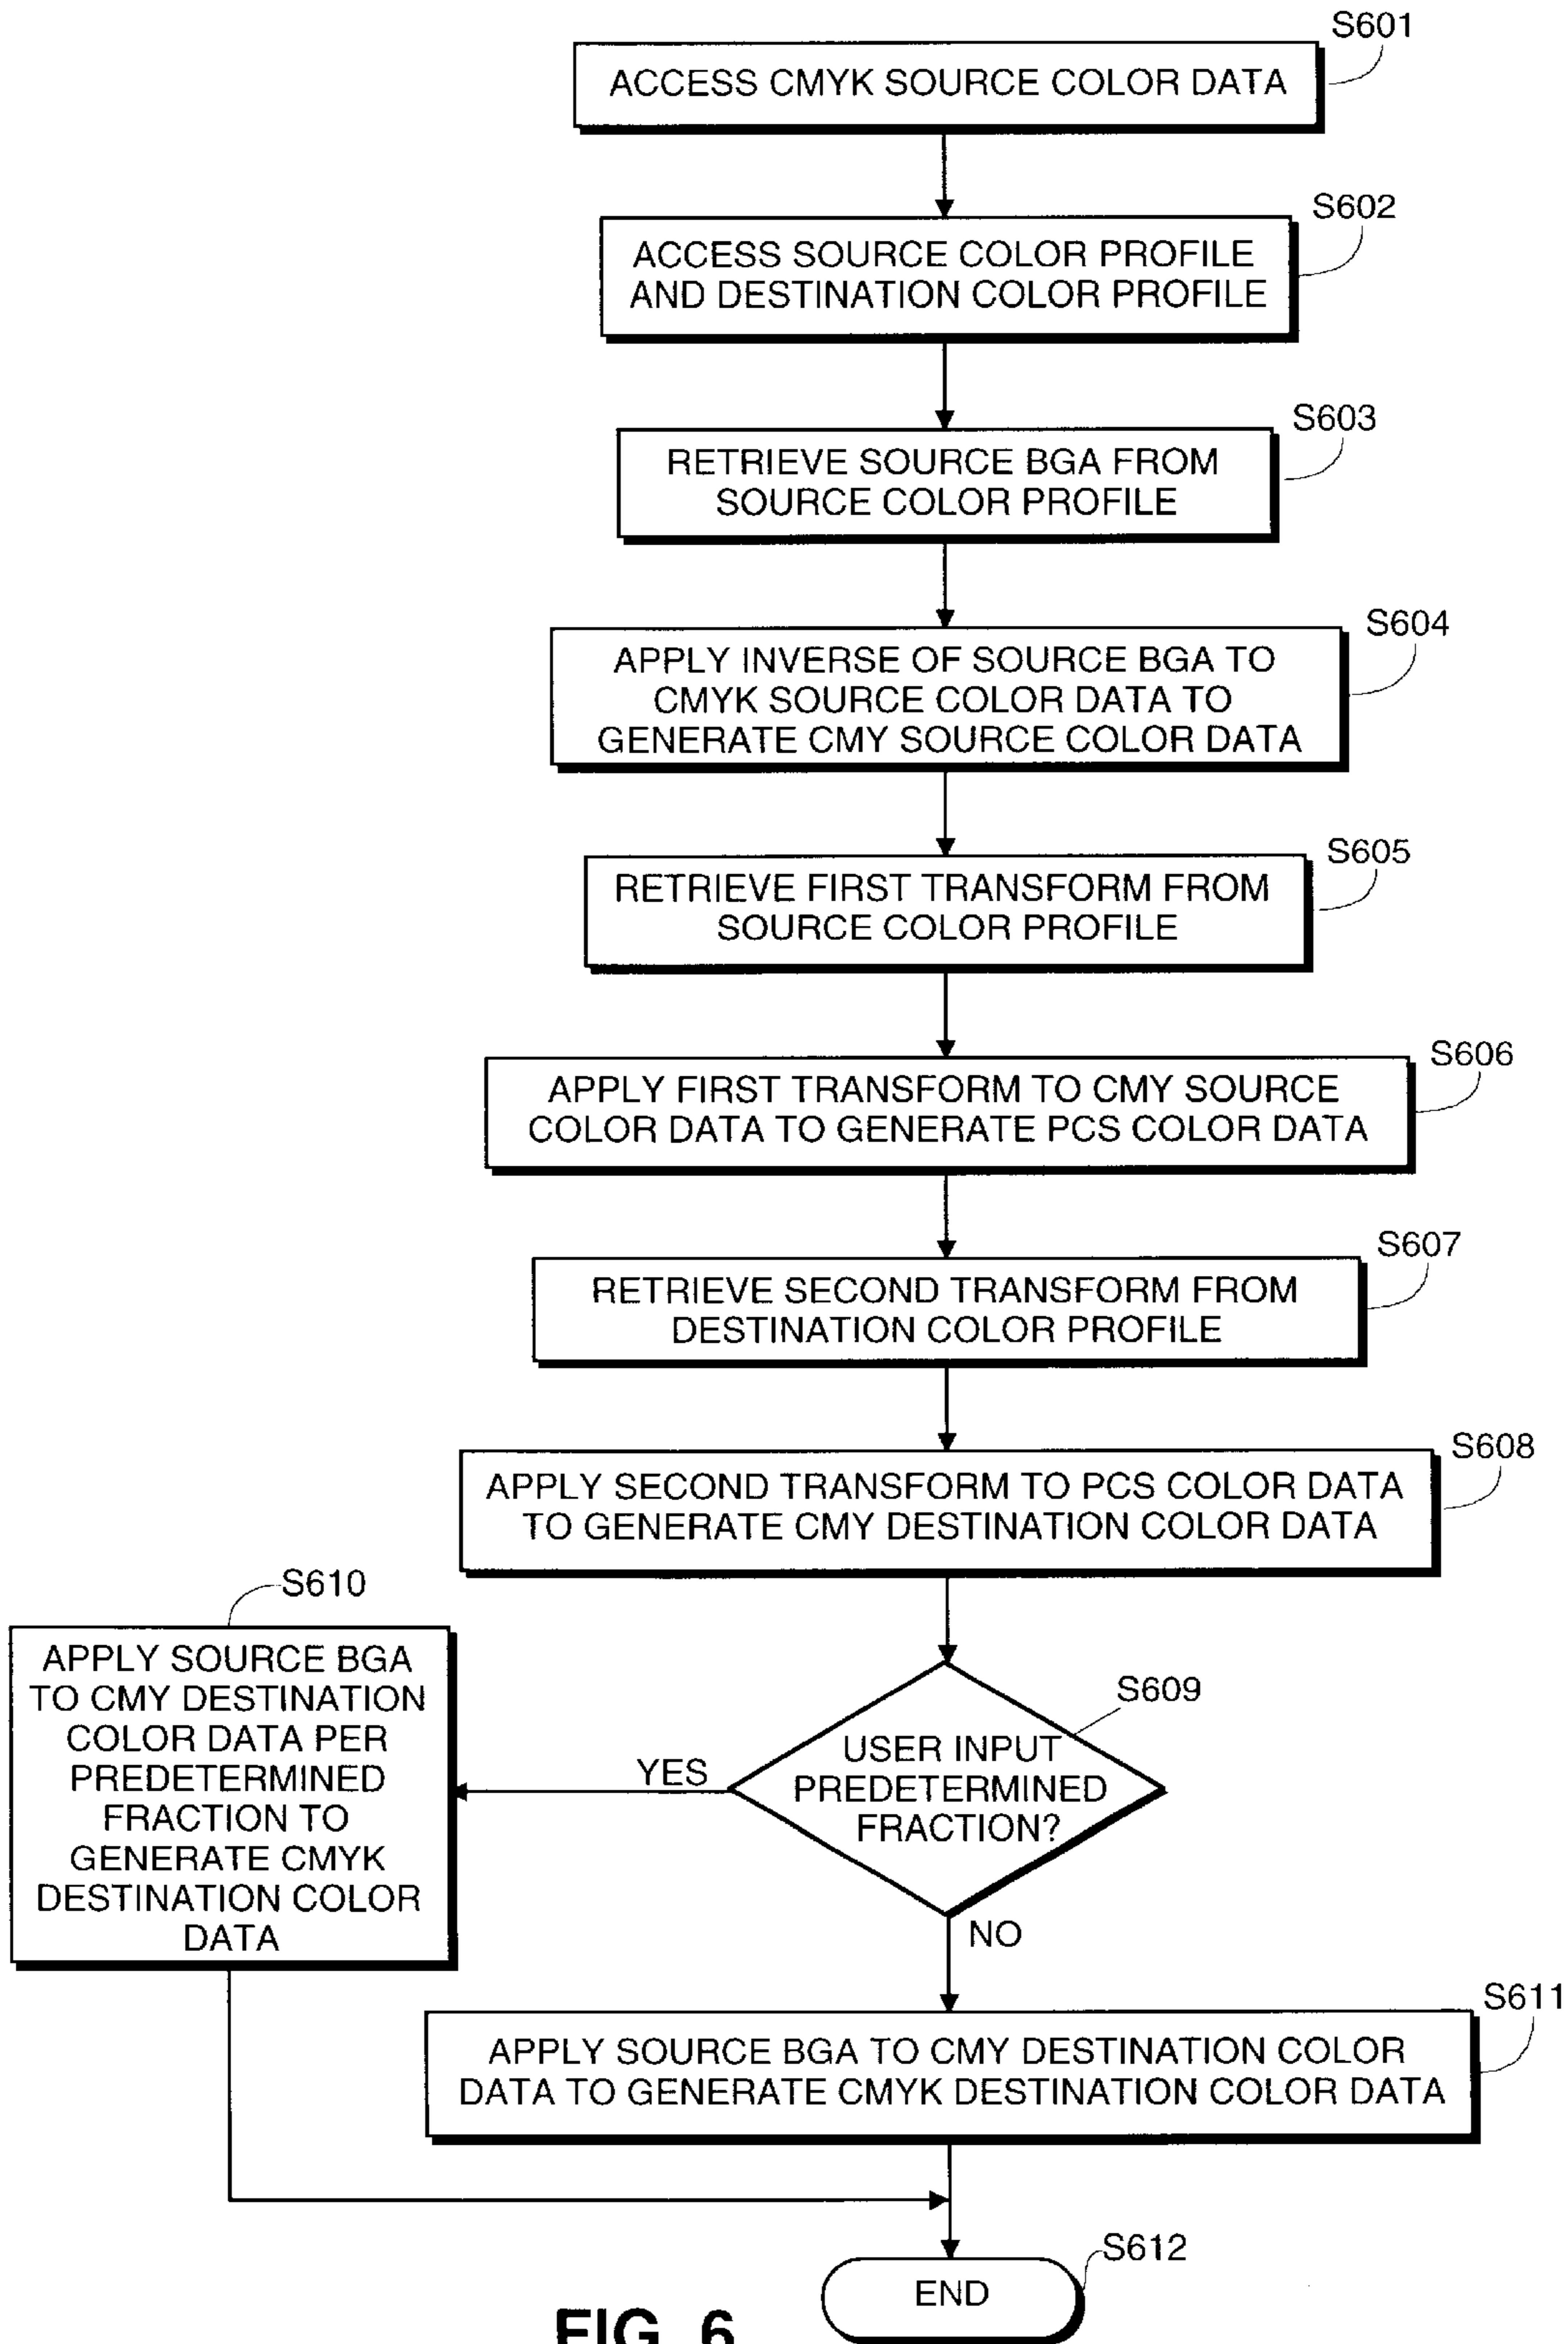 S601
ACCESS CMYK SOURCE COLOR DATA
S602
ACCESS SOURCE COLOR PROFILE
AND DESTINATION COLOR PROFILE
S603
RETRIEVE SOURCE BGA FROM
SOURCE COLOR PROFILE
S604
APPLY INVERSE OF SOURCE BGA TO
CMYK SOURCE COLOR DATA TO
GENERATE CMY SOURCE COLOR DATA
S605
RETRIEVE FIRST TRANSFORM FROM
SOURCE COLOR PROFILE
S606
APPLY FIRST TRANSFORM TO CMY SOURCE
COLOR DATA TO GENERATE PCS COLOR DATA
S607
RETRIEVE SECOND TRANSFORM FROM
DESTINATION COLOR PROFILE
S608
APPLY SECOND TRANSFORM TO PCS COLOR DATA
TO GENERATE CMY DESTINATION COLOR DATA
S610
APPLY SOURCE BGA
TO CMY DESTINATION
COLOR DATA PER
PREDETERMINED
FRACTION TO
GENERATE CMYK
DESTINATION COLOR
DATA
S609
USER INPUT
PREDETERMINED
FRACTION?
YES
NO
S611
APPLY SOURCE BGA TO CMY DESTINATION COLOR
DATA TO GENERATE CMYK DESTINATION COLOR DATA
S612
END
FIG. 6